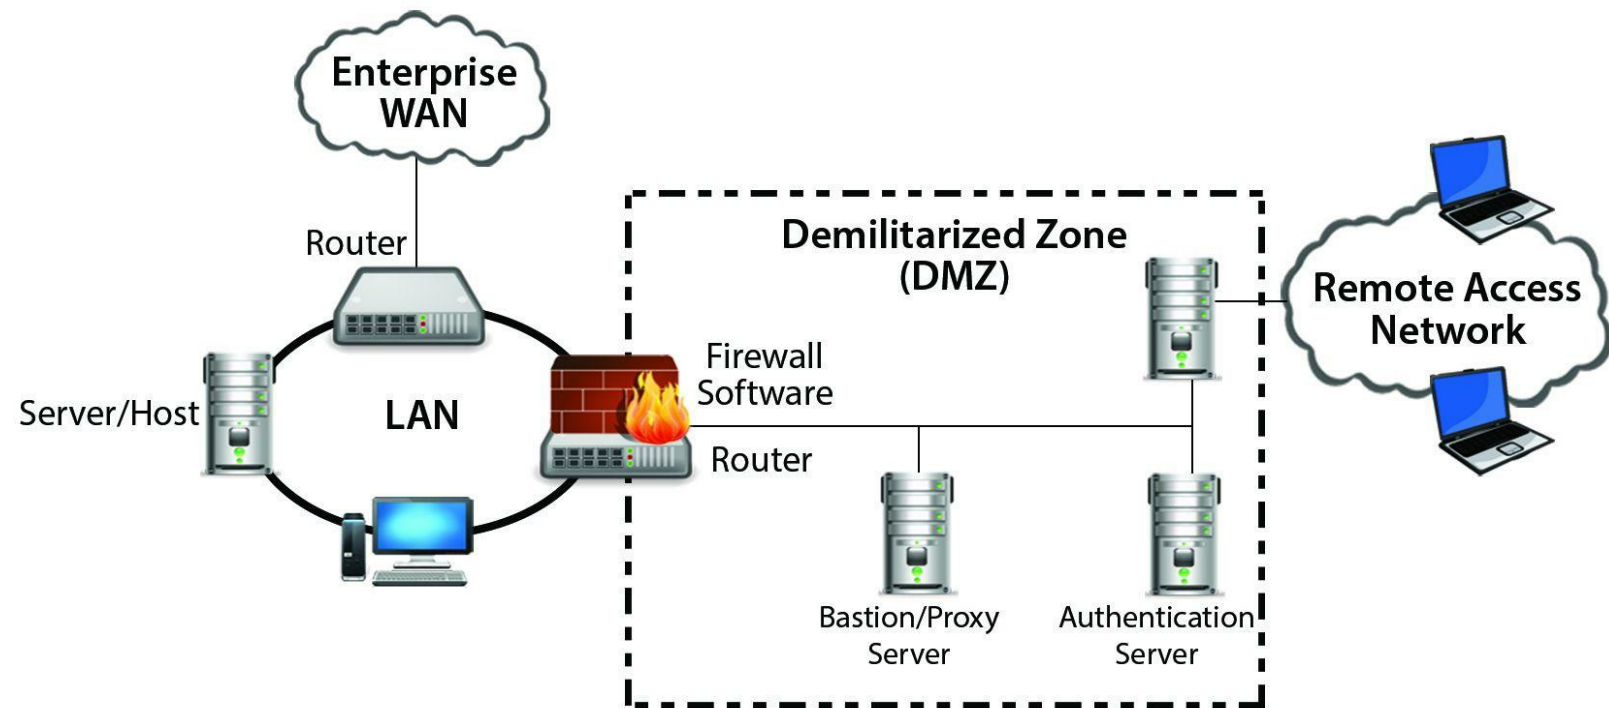 Enterprise
WAN
Router
Demilitarized Zone
(DMZ)
Remote Access
Network
Firewall
Software
Server/Host
LAN
Router
Bastion/Proxy
Server
Authentication
Server